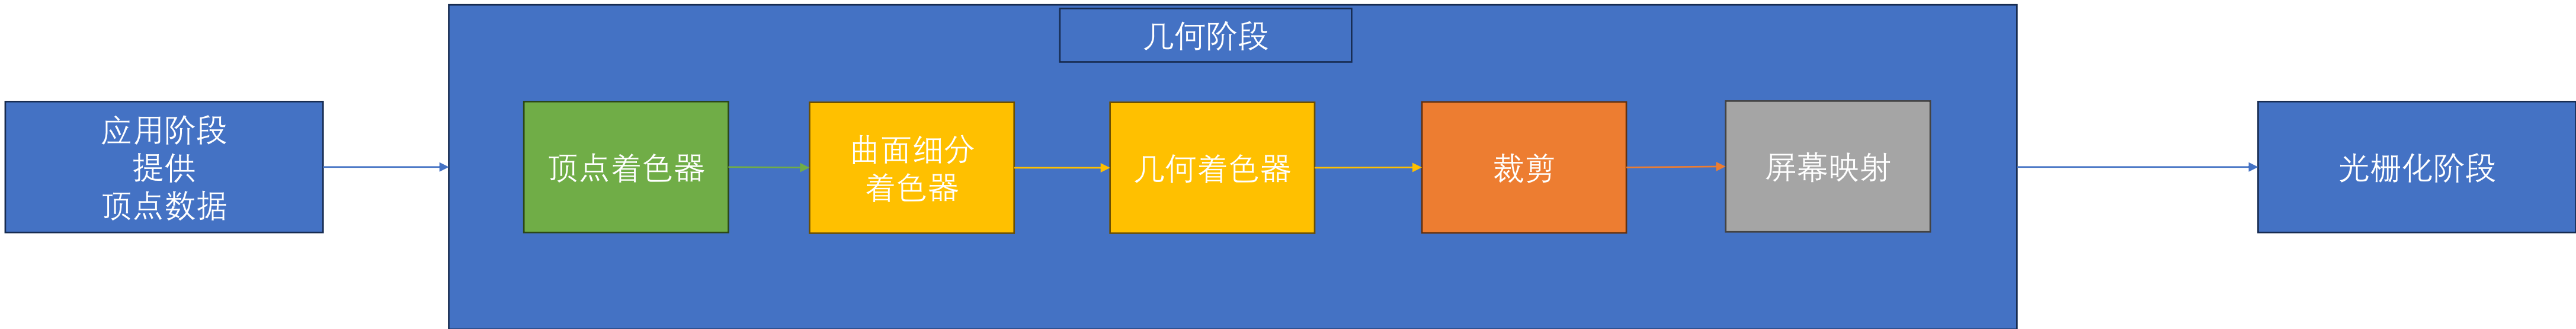 几何阶段
应用阶段
提供
顶点数据
顶点着色器
曲面细分
着色器
几何着色器
裁剪
屏幕映射
光栅化阶段